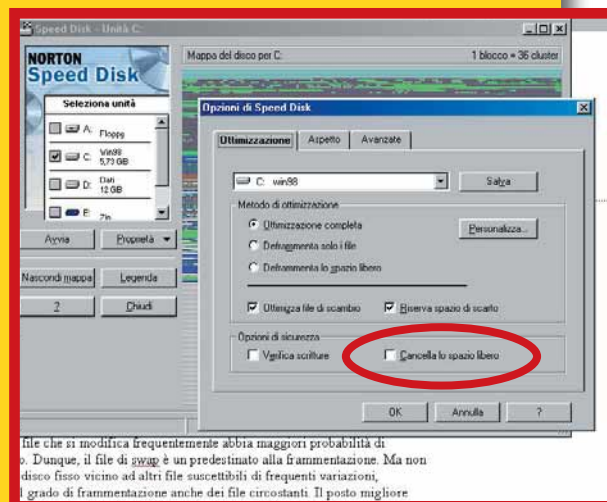 Speed Disk - Unità C:
NORTON
Speed Disk
Seleziona unità
A: Floppy
C: Win98
5,73 GB
D: Dati
12 GB
E: Zip
Avvia
Proprietà
Nascondi mappa
Legenda
?
Chiudi
Mappa del disco per C:
1 blocco = 36 cluster
Opzioni di Speed Disk
Ottimizzazione
Aspetto
Avanzate
C: win98
Salva
Metodo di ottimizzazione
Ottimizzazione completa
Personalizza...
Deframmenta solo i file
Deframmenta lo spazio libero
Ottimizza file di scambio
Riserva spazio di scarto
Opzioni di sicurezza
Verifica scritture
Cancella lo spazio libero
OK
Annulla
?
file che si modifica frequentemente abbia maggiori probabilità di
o. Dunque, il file di swap è un predestinato alla frammentazione. Ma non
disco fisso vicino ad altri file suscettibili di frequenti variazioni,
l grado di frammentazione anche dei file circostanti. Il posto migliore